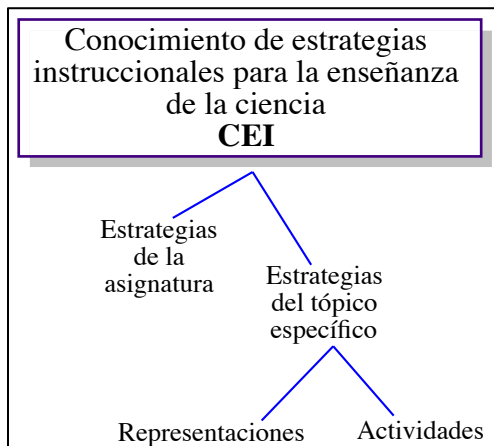 Conocimiento de estrategias
instruccionales para la enseñanza
de la ciencia
CEI
Estrategias
de la
asignatura
Estrategias
del tópico
específico
Representaciones
Actividades